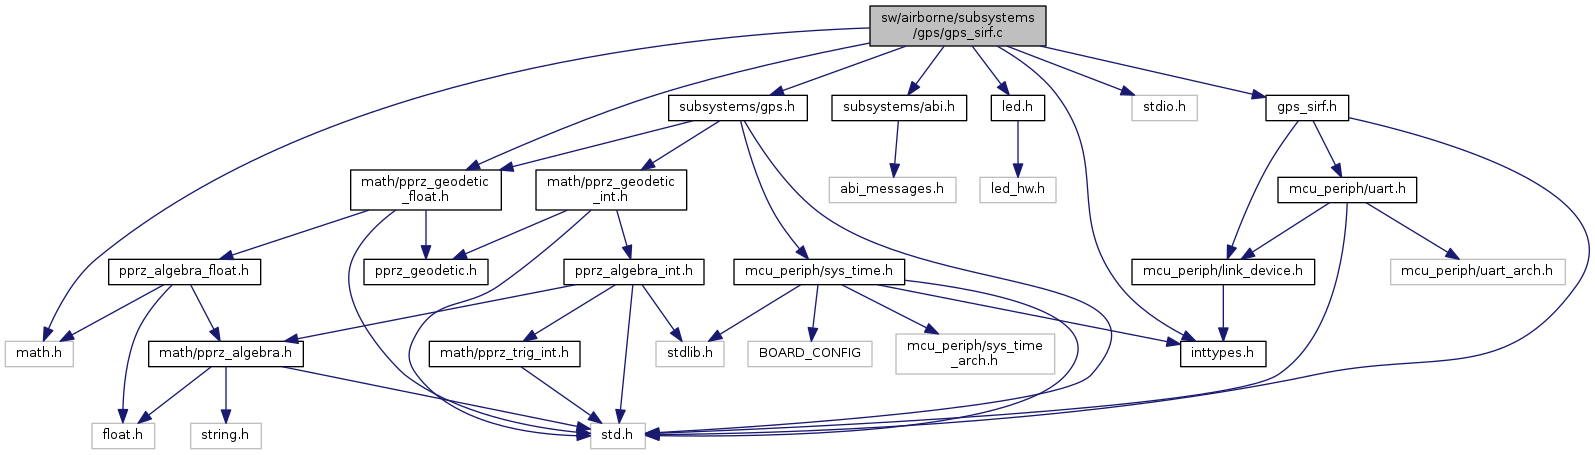 sw/airborne/subsystems
/gps/gps_sirf.c
subsystems/gps.h
subsystems/abi.h
led.h
stdio.h
gps_sirf.h
math/pprz_geodetic
_float.h
math/pprz_geodetic
_int.h
abi_messages.h
led_hw.h
mcu_periph/uart.h
pprz_algebra_float.h
pprz_geodetic.h
pprz_algebra_int.h
mcu_periph/sys_time.h
mcu_periph/link_device.h
mcu_periph/uart_arch.h
math.h
math/pprz_algebra.h
math/pprz_trig_int.h
stdlib.h
BOARD_CONFIG
mcu_periph/sys_time
_arch.h
inttypes.h
float.h
string.h
std.h